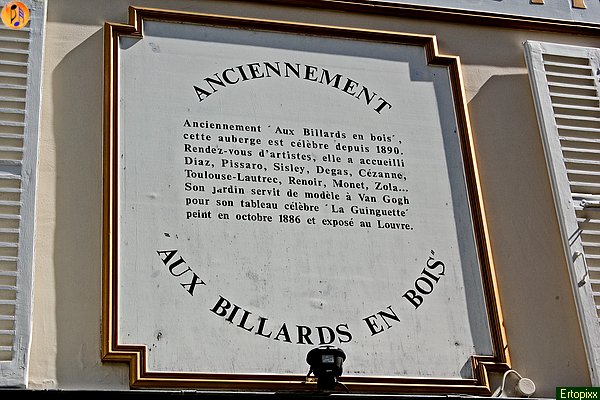 ANCIENNEMENT
Anciennement ´Aux Billards en bois´,
cette auberge est célèbre depuis 1890.
Rendez-vous d'artistes, elle a accueilli
Diaz, Pissaro, Sisley, Degas, Cézanne,
Toulouse-Lautrec, Renoir, Monet, Zola...
Son jardin servit de modèle à Van Gogh
pour son tableau célèbre ´La Guinguette´
peint en octobre 1886 et exposé au Louvre.
"AUX BILLARDS EN BOIS"
Ertopixx